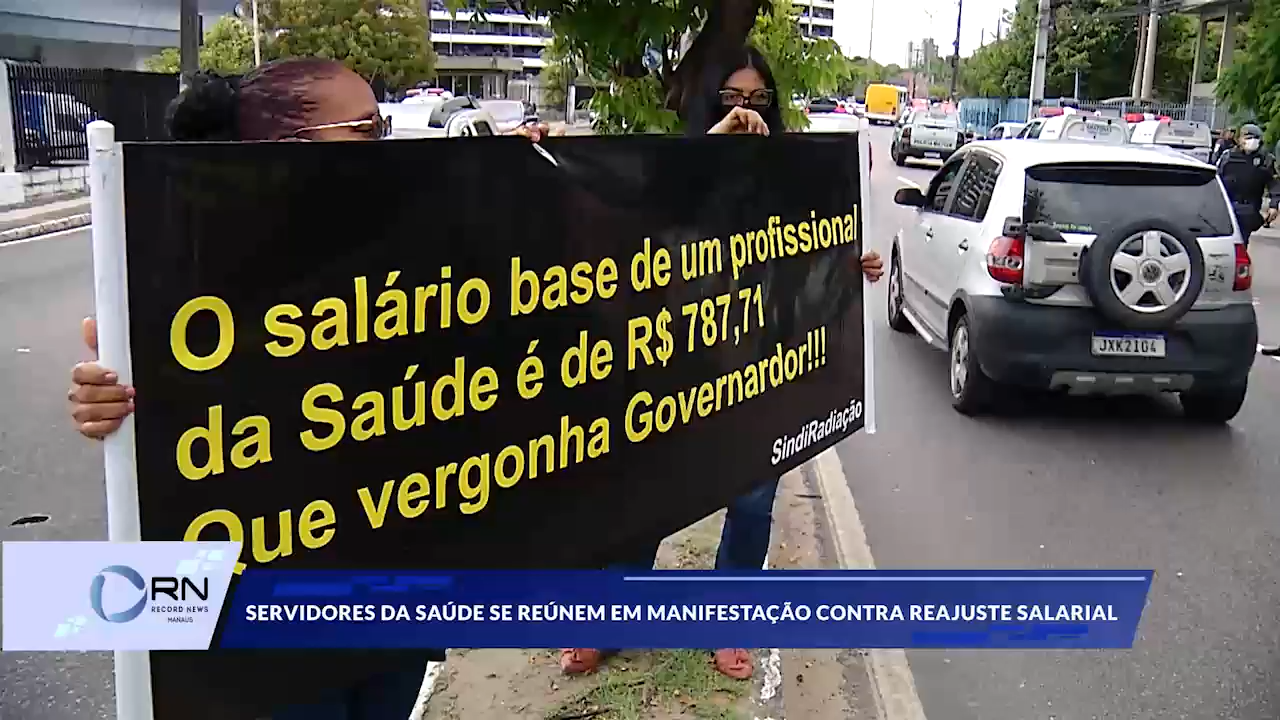 O salário base de um profissional
da Saúde é de R$ 787,71
Que vergonha Governardor!!!
SindiRadiação
JXK2104
RN
RECORD NEWS
MANAUS
SERVIDORES DA SAÚDE SE REÚNEM EM MANIFESTAÇÃO CONTRA REAJUSTE SALARIAL